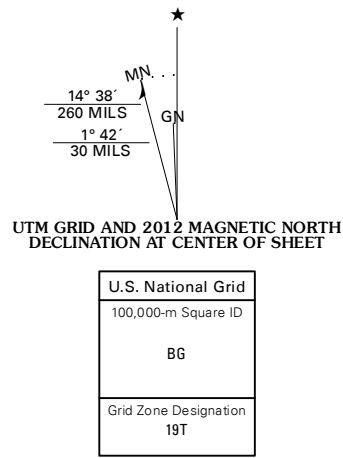 MN
14° 38´
260 MILS
GN
1° 42´
30 MILS
UTM GRID AND 2012 MAGNETIC NORTH
DECLINATION AT CENTER OF SHEET
U.S. National Grid
100,000-m Square ID
BG
Grid Zone Designation
19T